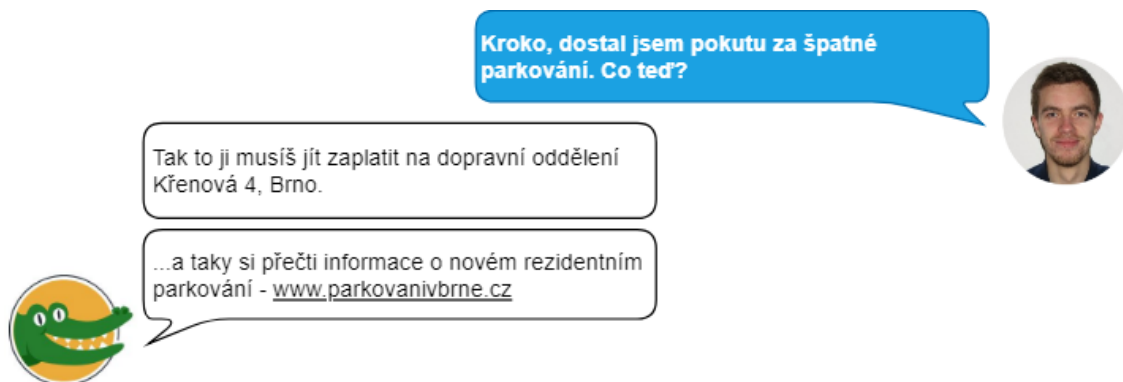 Kroko, dostal jsem pokutu za špatné
parkování. Co teď?
Tak to ji musíš jít zaplatit na dopravní oddělení
Křenová 4, Brno.
...a taky si přečti informace o novém rezidentním
parkování - www.parkovanivbrne.cz